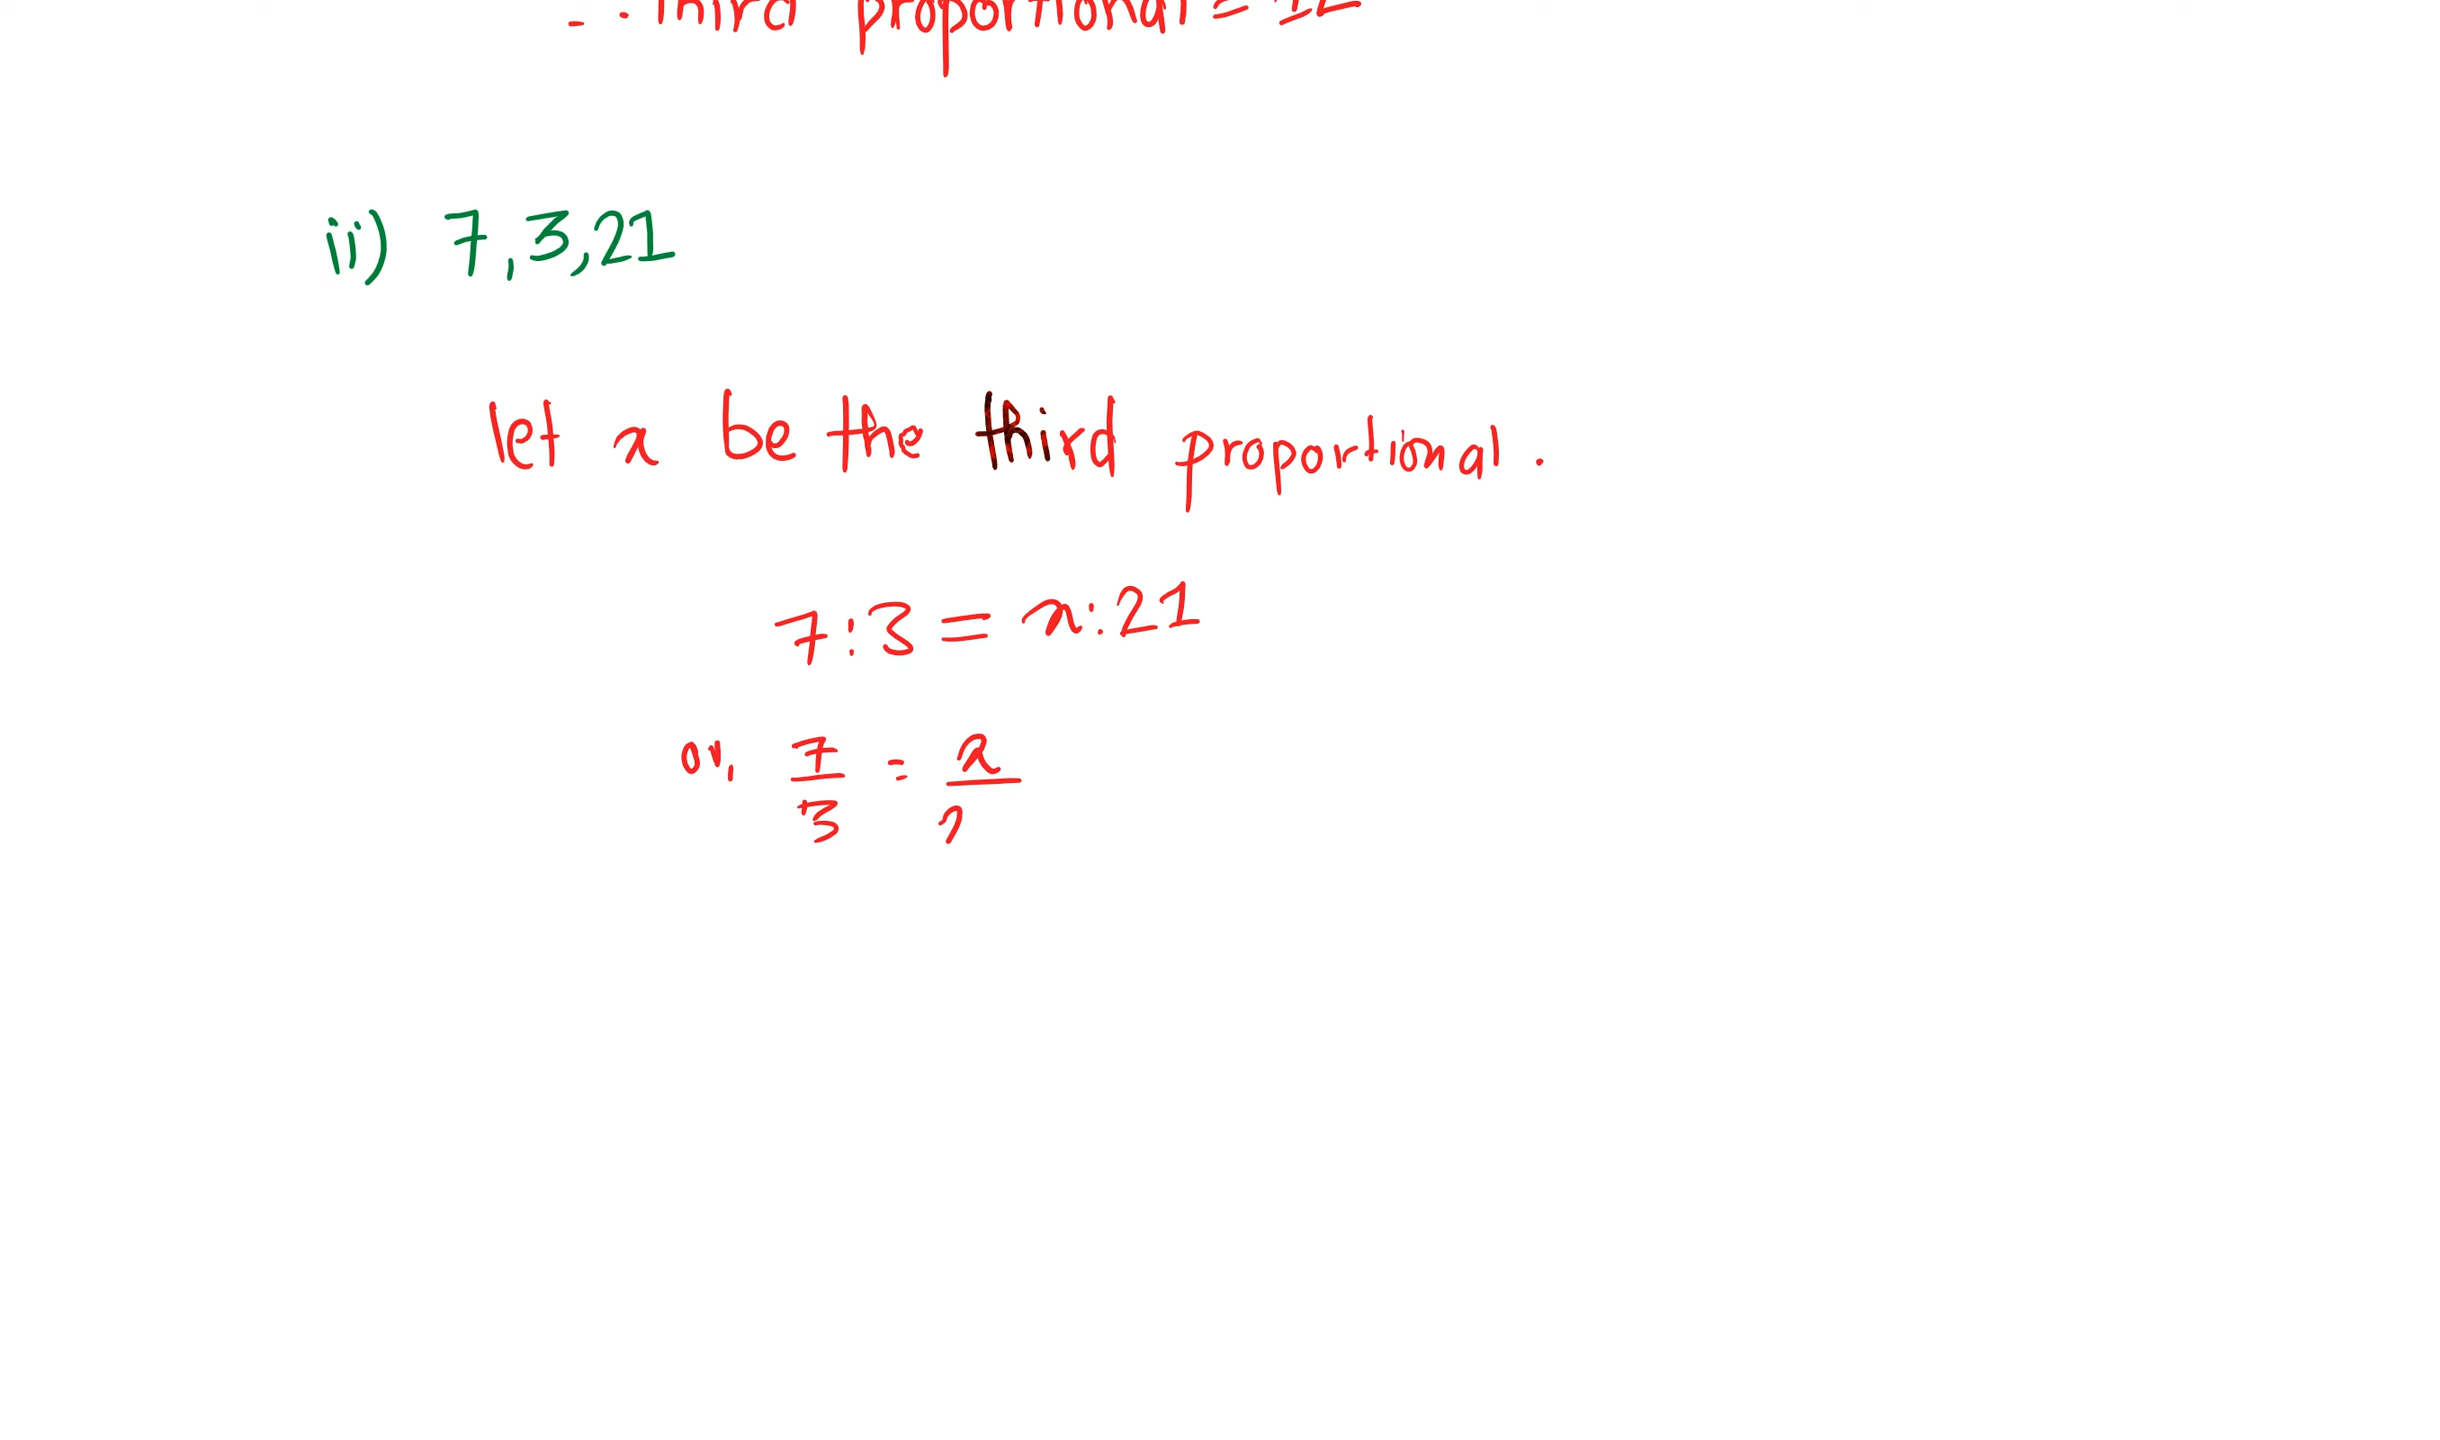 ∴ Third proportional = 12
ii) 7, 3, 21
let x be the third proportional.
7:3 = x:21
or, 7/3 = x/2